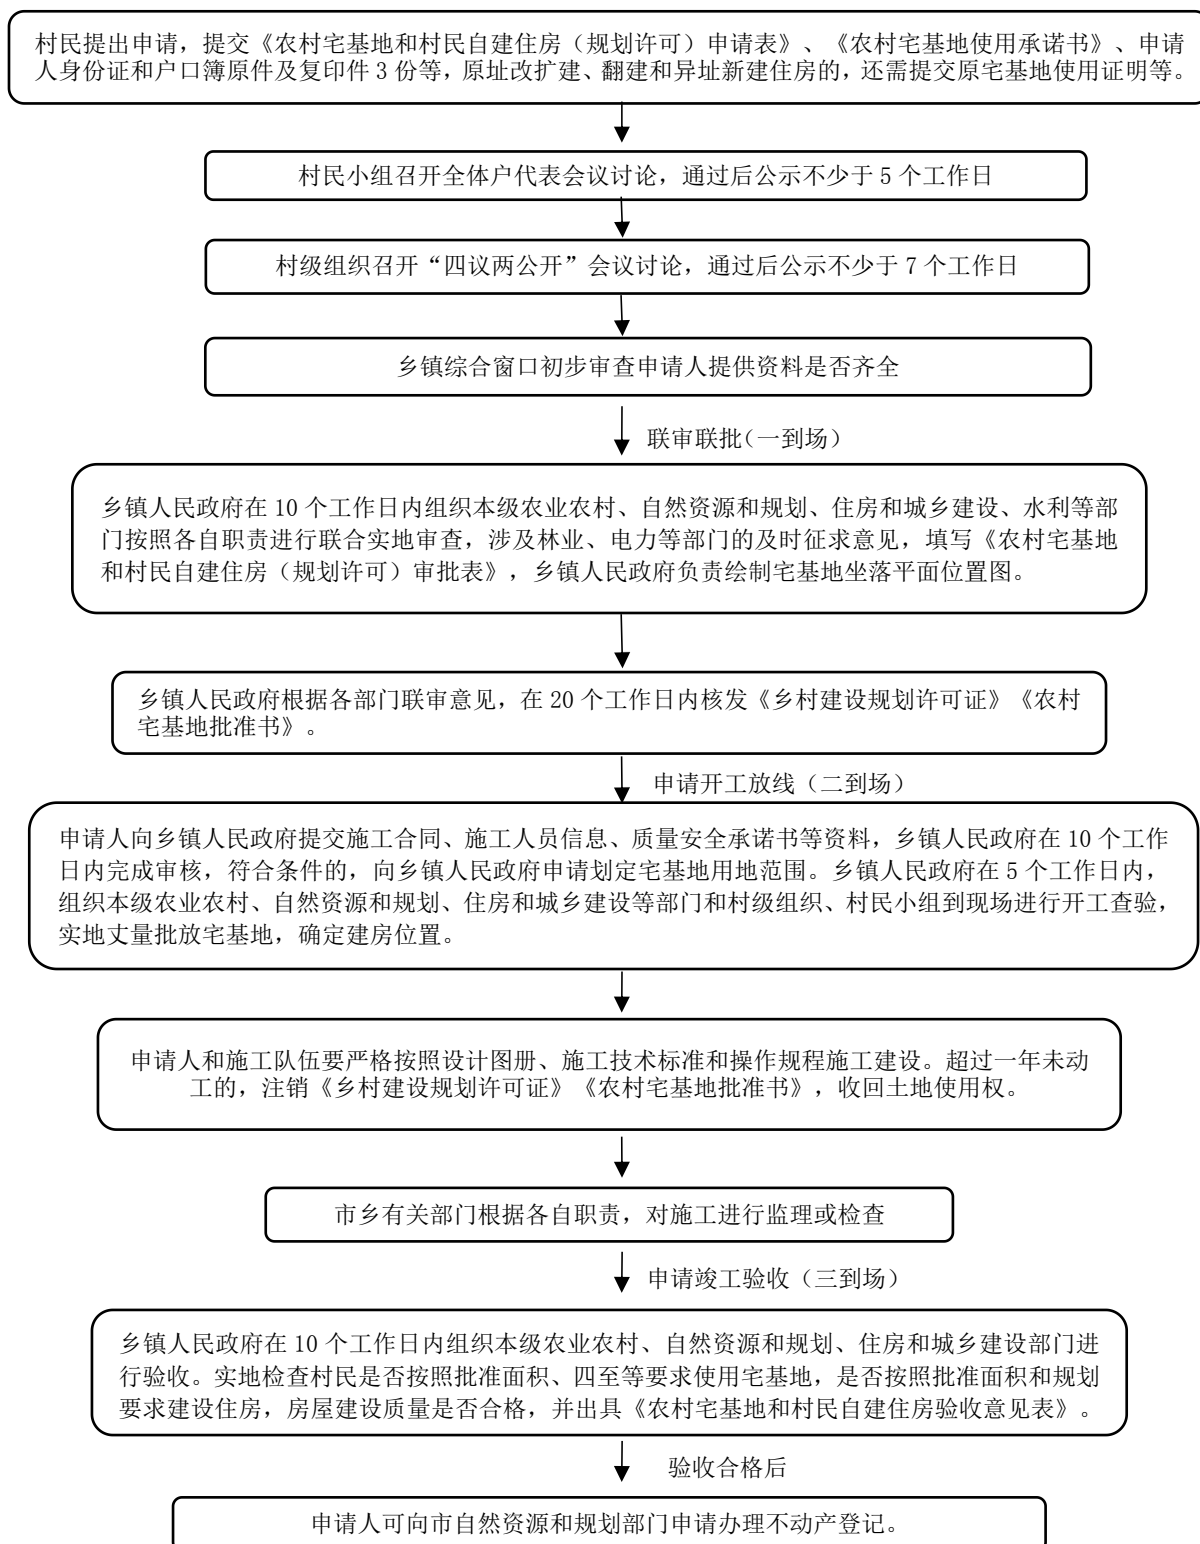 村民提出申请，提交《农村宅基地和村民自建住房（规划许可）申请表》、《农村宅基地使用承诺书》、申请
人身份证和户口簿原件及复印件 3 份等，原址改扩建、翻建和异址新建住房的，还需提交原宅基地使用证明等。
村民小组召开全体户代表会议讨论，通过后公示不少于 5 个工作日
村级组织召开“四议两公开”会议讨论，通过后公示不少于 7 个工作日
乡镇综合窗口初步审查申请人提供资料是否齐全
联审联批(一到场）
乡镇人民政府在 10 个工作日内组织本级农业农村、自然资源和规划、住房和城乡建设、水利等部
门按照各自职责进行联合实地审查，涉及林业、电力等部门的及时征求意见，填写《农村宅基地
和村民自建住房（规划许可）审批表》，乡镇人民政府负责绘制宅基地坐落平面位置图。
乡镇人民政府根据各部门联审意见，在 20 个工作日内核发《乡村建设规划许可证》《农村
宅基地批准书》。
申请开工放线（二到场）
申请人向乡镇人民政府提交施工合同、施工人员信息、质量安全承诺书等资料，乡镇人民政府在 10 个工作
日内完成审核，符合条件的，向乡镇人民政府申请划定宅基地用地范围。乡镇人民政府在 5 个工作日内，
组织本级农业农村、自然资源和规划、住房和城乡建设等部门和村级组织、村民小组到现场进行开工查验，
实地丈量批放宅基地，确定建房位置。
申请人和施工队伍要严格按照设计图册、施工技术标准和操作规程施工建设。超过一年未动
工的，注销《乡村建设规划许可证》《农村宅基地批准书》，收回土地使用权。
市乡有关部门根据各自职责，对施工进行监理或检查
申请竣工验收（三到场）
乡镇人民政府在 10 个工作日内组织本级农业农村、自然资源和规划、住房和城乡建设部门进
行验收。实地检查村民是否按照批准面积、四至等要求使用宅基地，是否按照批准面积和规划
要求建设住房，房屋建设质量是否合格，并出具《农村宅基地和村民自建住房验收意见表》。
验收合格后
申请人可向市自然资源和规划部门申请办理不动产登记。